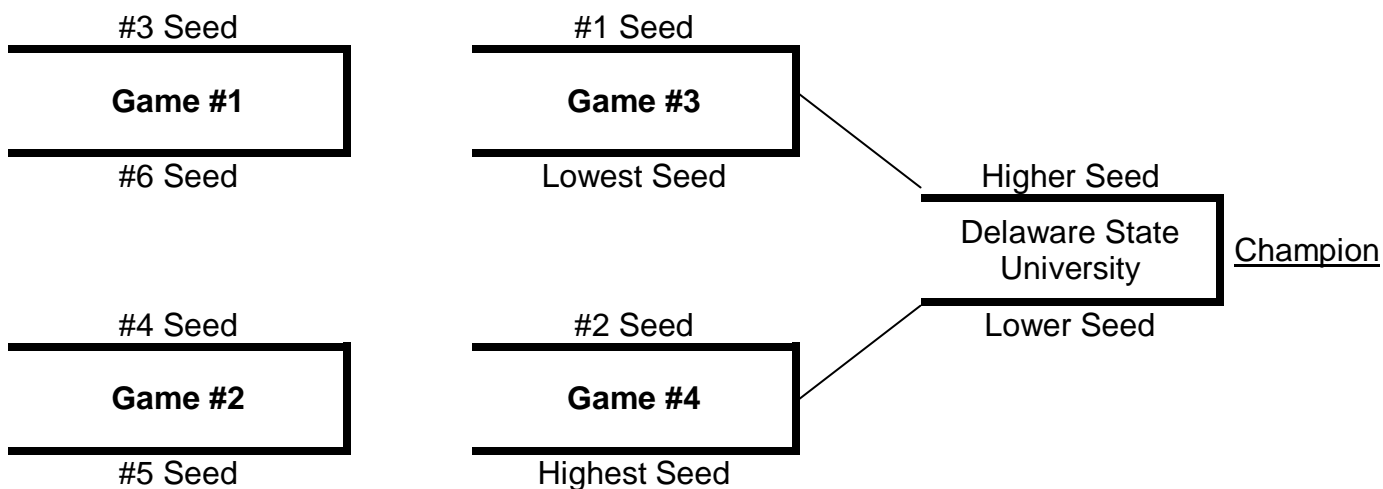 #3 Seed
Game #1
#6 Seed
#4 Seed
Game #2
#5 Seed
#1 Seed
Game #3
Lowest Seed
#2 Seed
Game #4
Highest Seed
Higher Seed
Delaware State
University
Lower Seed
Champion